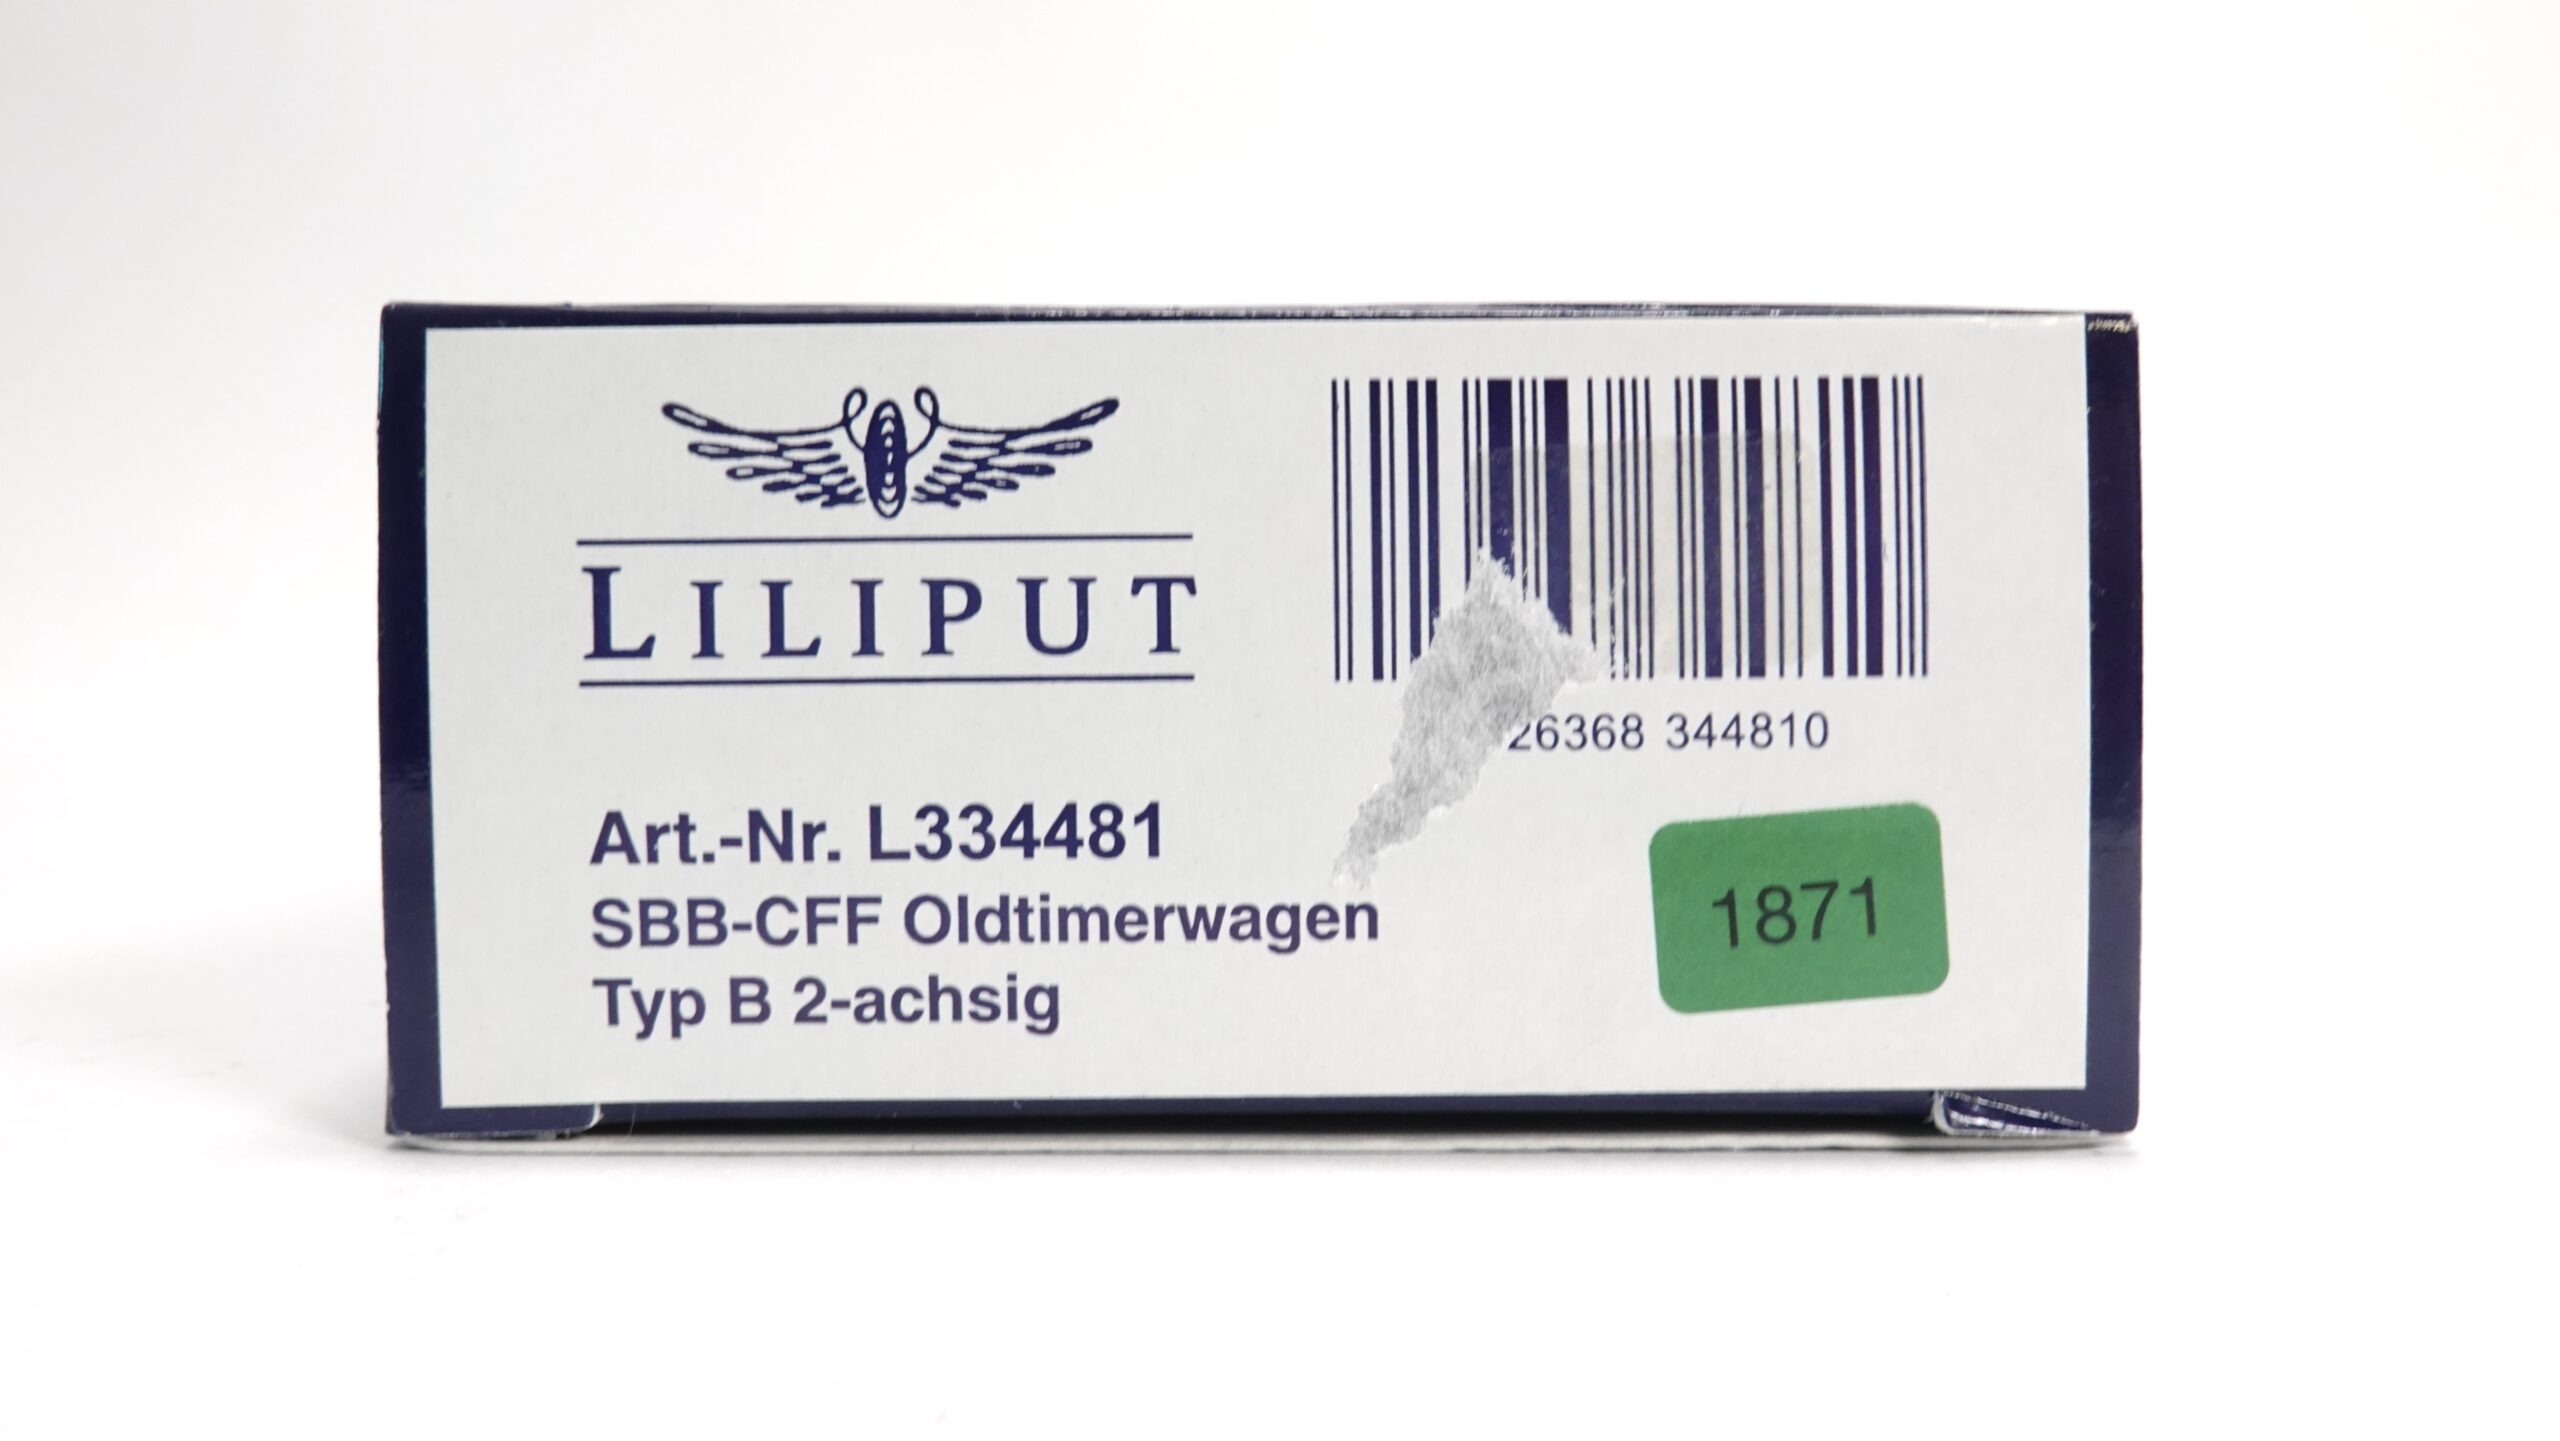 LILIPUT
26368 344810
Art.-Nr. L334481
SBB-CFF Oldtimerwagen
Typ B 2-achsig
1871